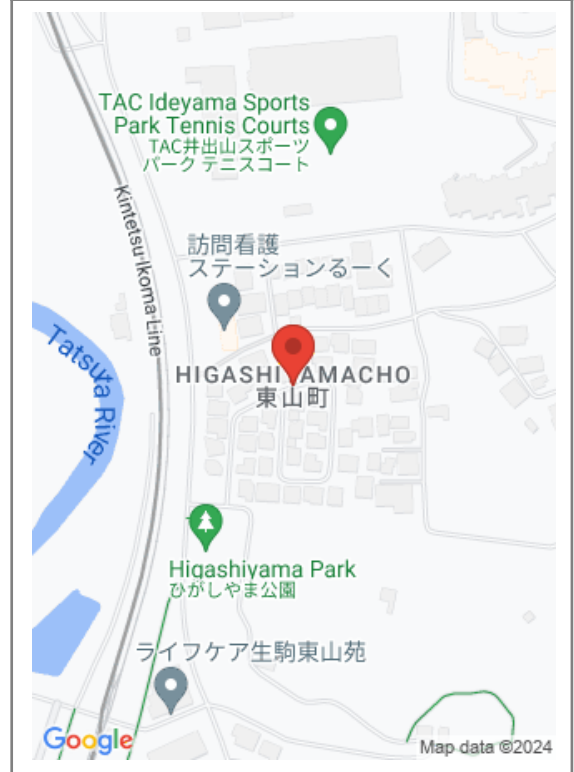 TAC Ideyama Sports
Park Tennis Courts
TAC井出山スポーツ
パーク テニスコート
Kintetsu Ikoma Line
訪問看護
ステーションるーく
Tatsuta River
HIGASHIYAMACHO
東山町
Higashiyama Park
ひがしやま公園
ライフケア生駒東山苑
Google
Map data ©2024